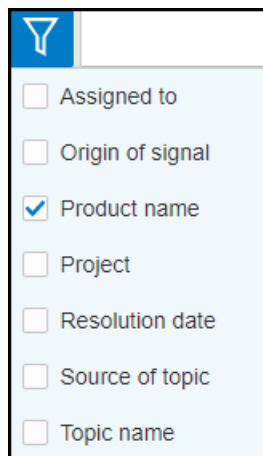 Assigned to
Origin of signal
Product name
Project
Resolution date
Source of topic
Topic name